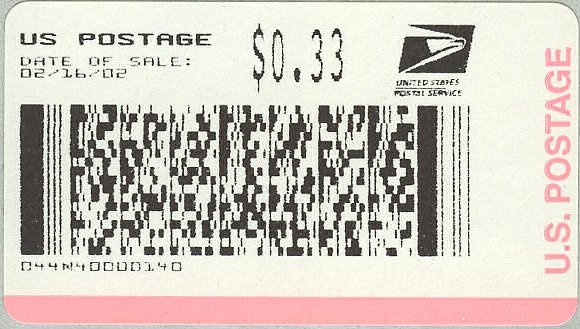 US POSTAGE
DATE OF SALE:
02/16/02
$0.33
UNITED STATES
POSTAL SERVICE
044N40000140
U.S. POSTAGE